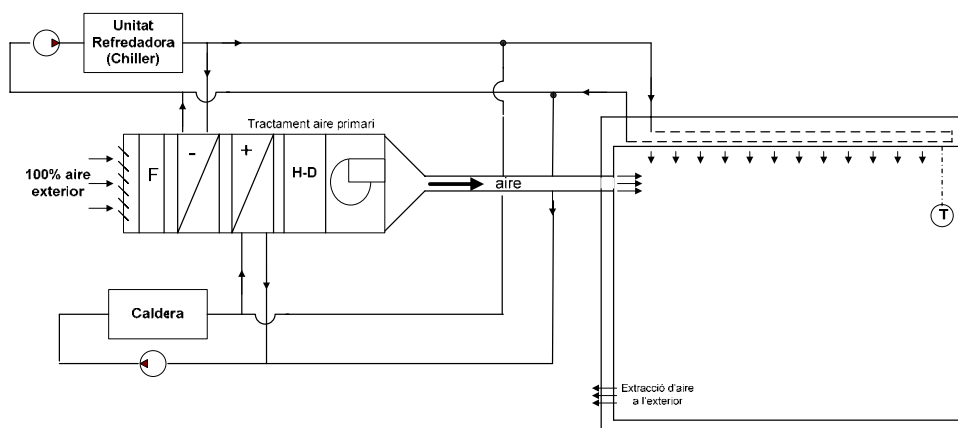 Unitat
Refredadora
(Chiller)
Tractament aire primari
100% aire
exterior
F
-
+
H-D
aire
T
Caldera
Extracció d'aire
a l'exterior